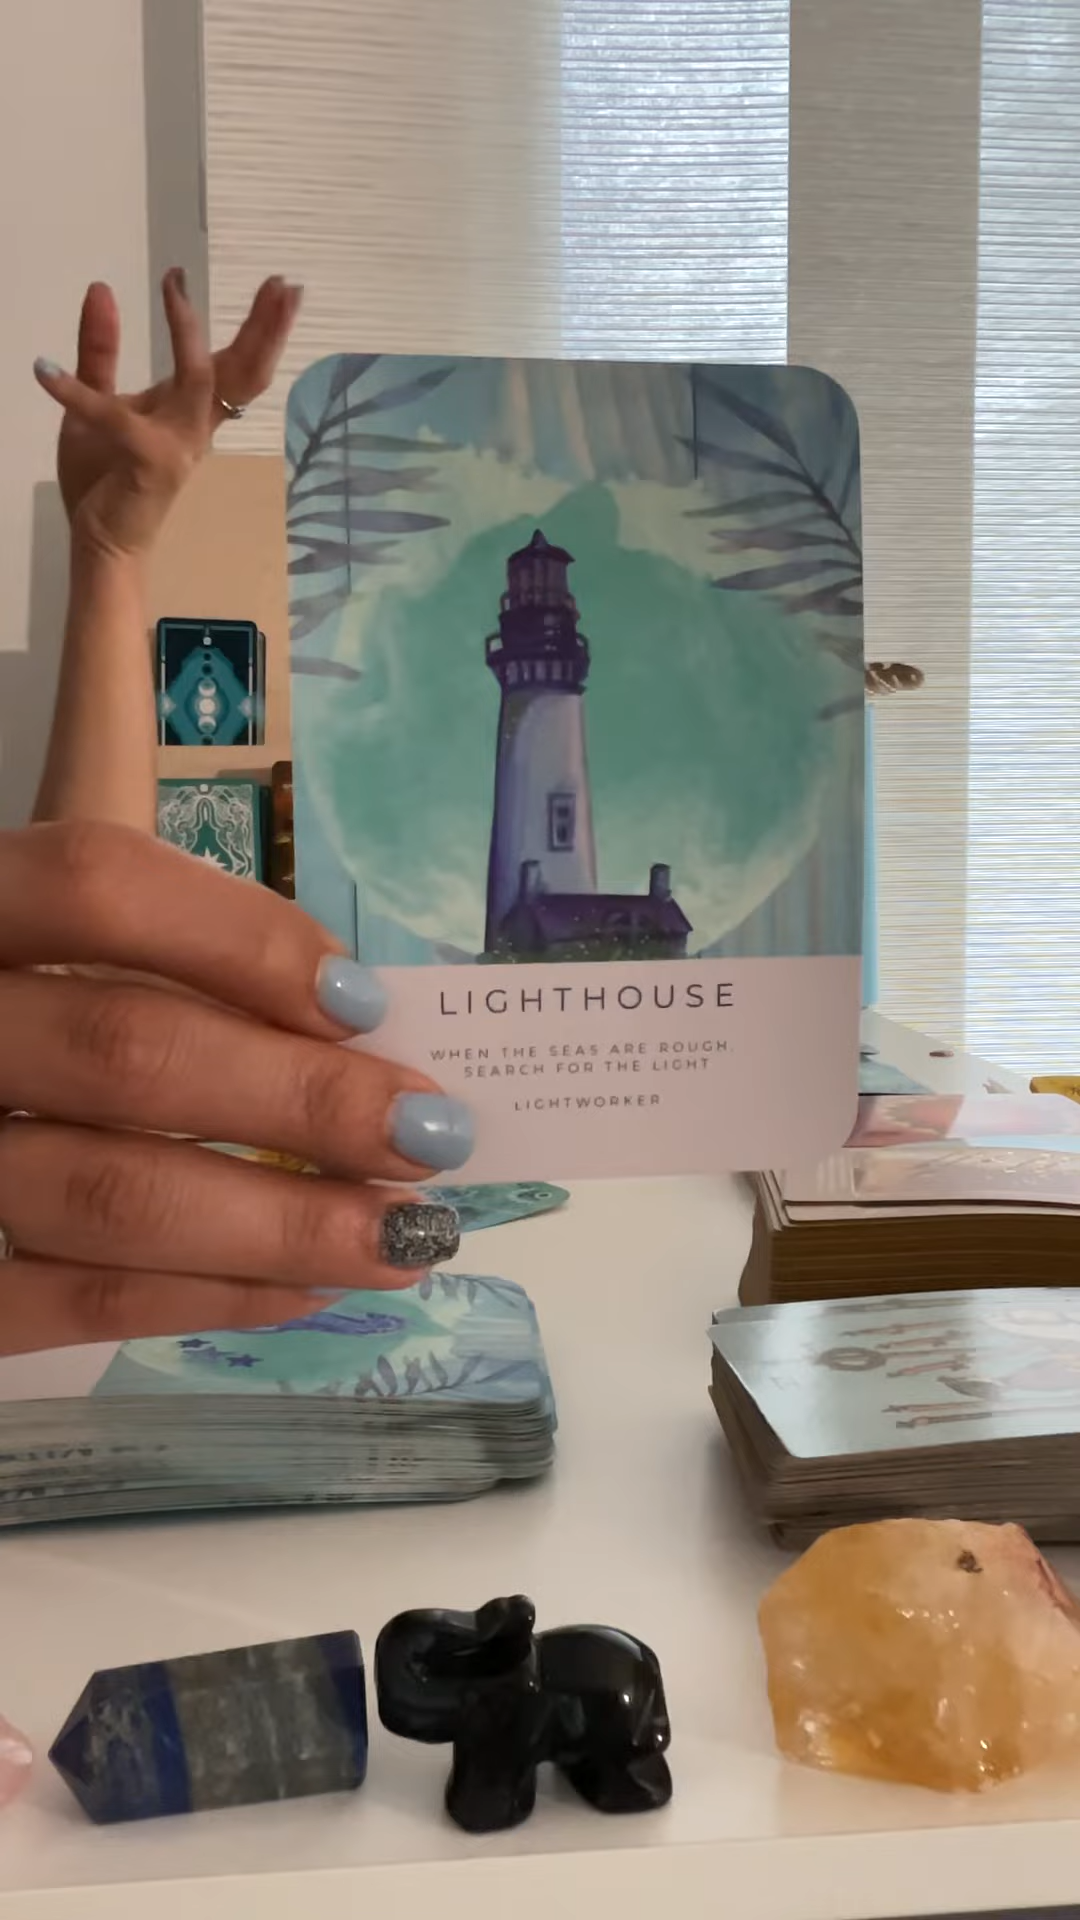 LIGHTHOUSE
WHEN THE SEAS ARE ROUGH,
SEARCH FOR THE LIGHT
LIGHTWORKER